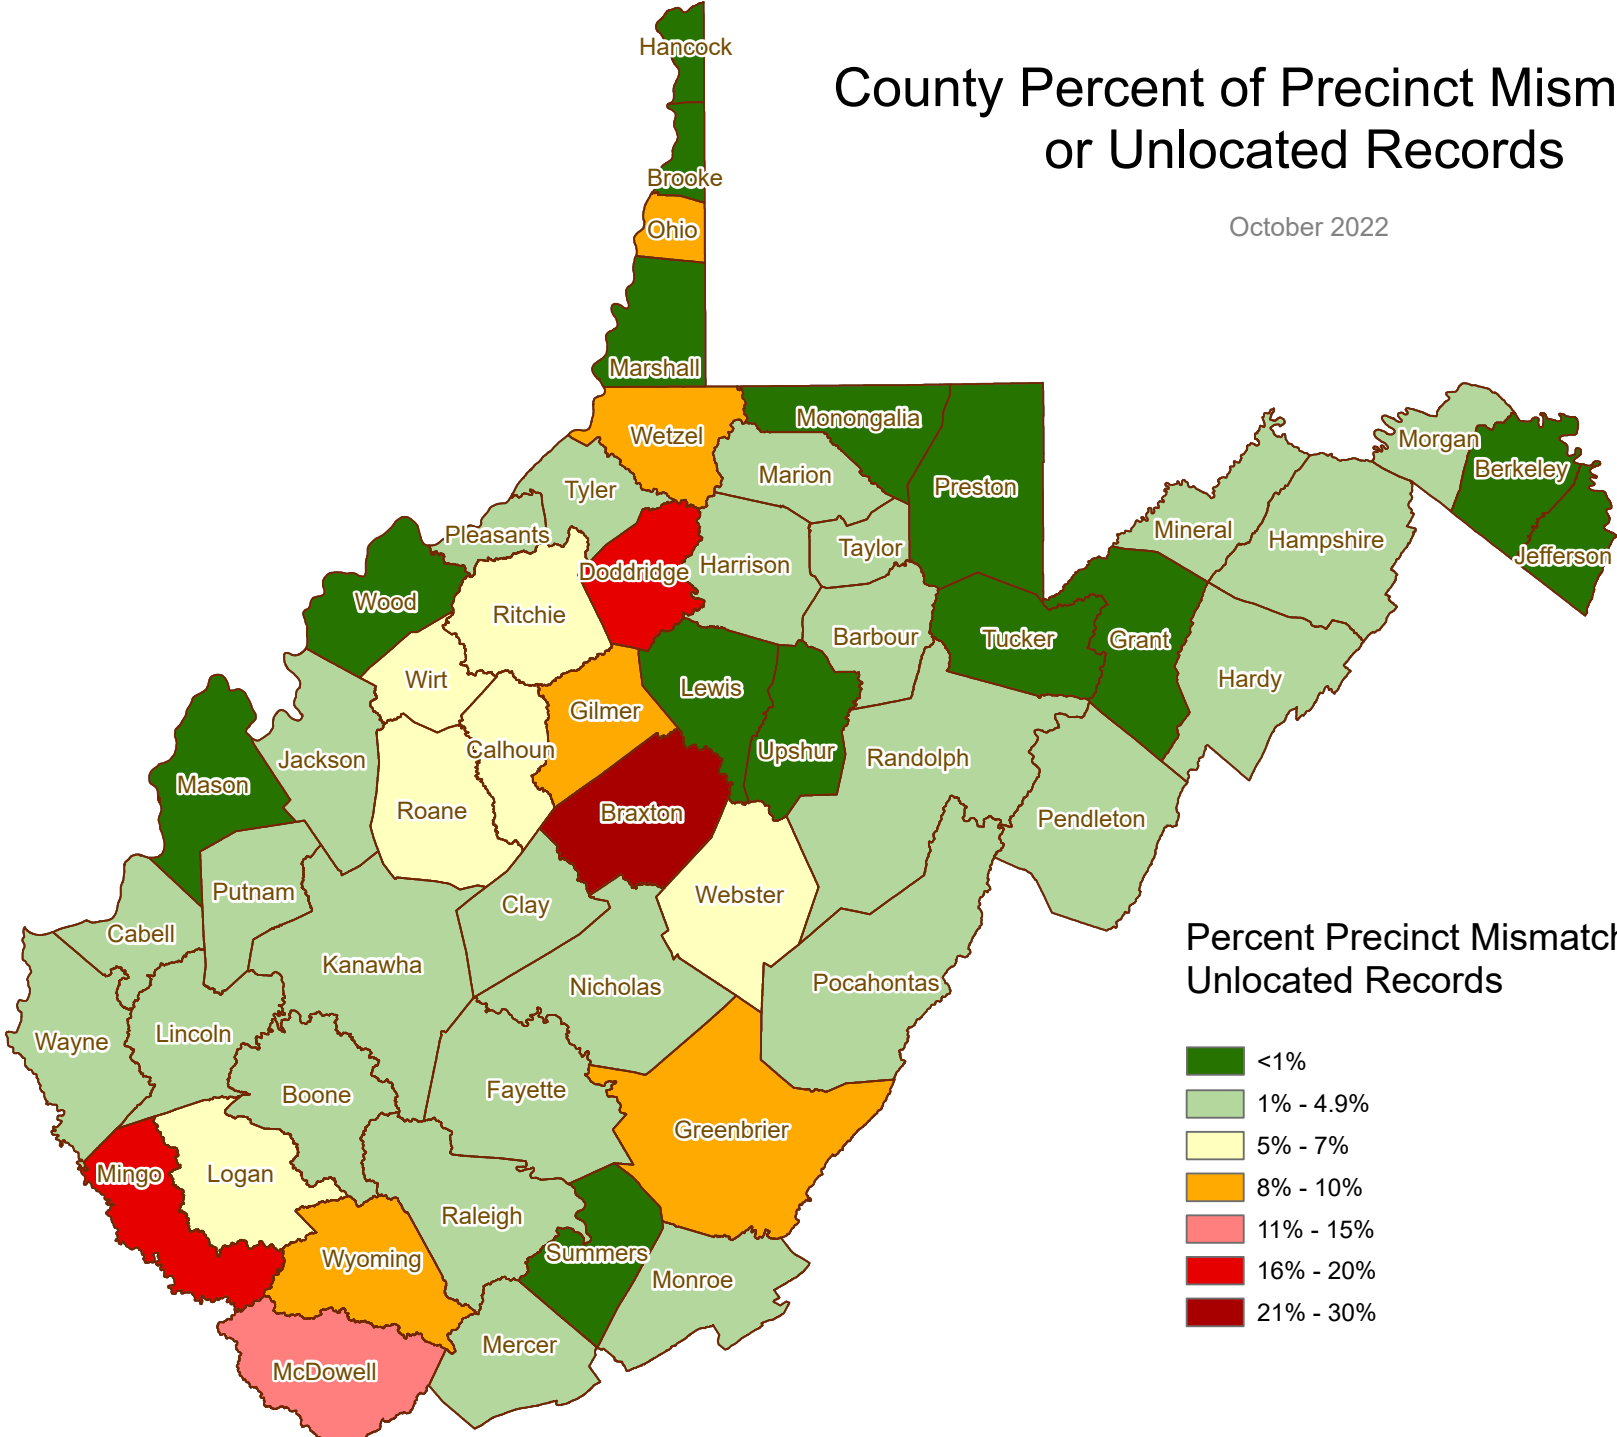 County Percent of Precinct Mism
or Unlocated Records
October 2022
Hancock
Brooke
Ohio
Marshall
Wetzel
Monongalia
Preston
Marion
Tyler
Pleasants
Doddridge
Harrison
Taylor
Morgan
Berkeley
Jefferson
Mineral
Hampshire
Wood
Ritchie
Barbour
Tucker
Grant
Hardy
Wirt
Lewis
Gilmer
Calhoun
Upshur
Randolph
Jackson
Mason
Roane
Braxton
Pendleton
Putnam
Clay
Webster
Cabell
Kanawha
Nicholas
Pocahontas
Wayne
Lincoln
Boone
Fayette
Greenbrier
Mingo
Logan
Raleigh
Summers
Wyoming
Monroe
Mercer
McDowell
Percent Precinct Mismatch
Unlocated Records
<1%
1% - 4.9%
5% - 7%
8% - 10%
11% - 15%
16% - 20%
21% - 30%